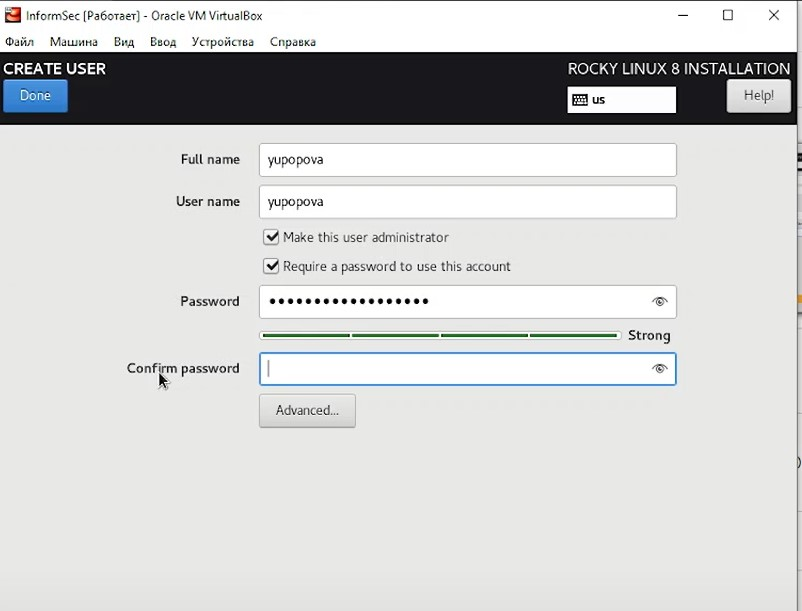 InformSec [Работает] - Oracle VM VirtualBox
Файл Машина Вид Ввод Устройства Справка
CREATE USER
ROCKY LINUX 8 INSTALLATION
Done
us
Help!
Full name
yupopova
User name
yupopova
Make this user administrator
Require a password to use this account
Password
••••••••••••••••••
Strong
Confirm password
Advanced...